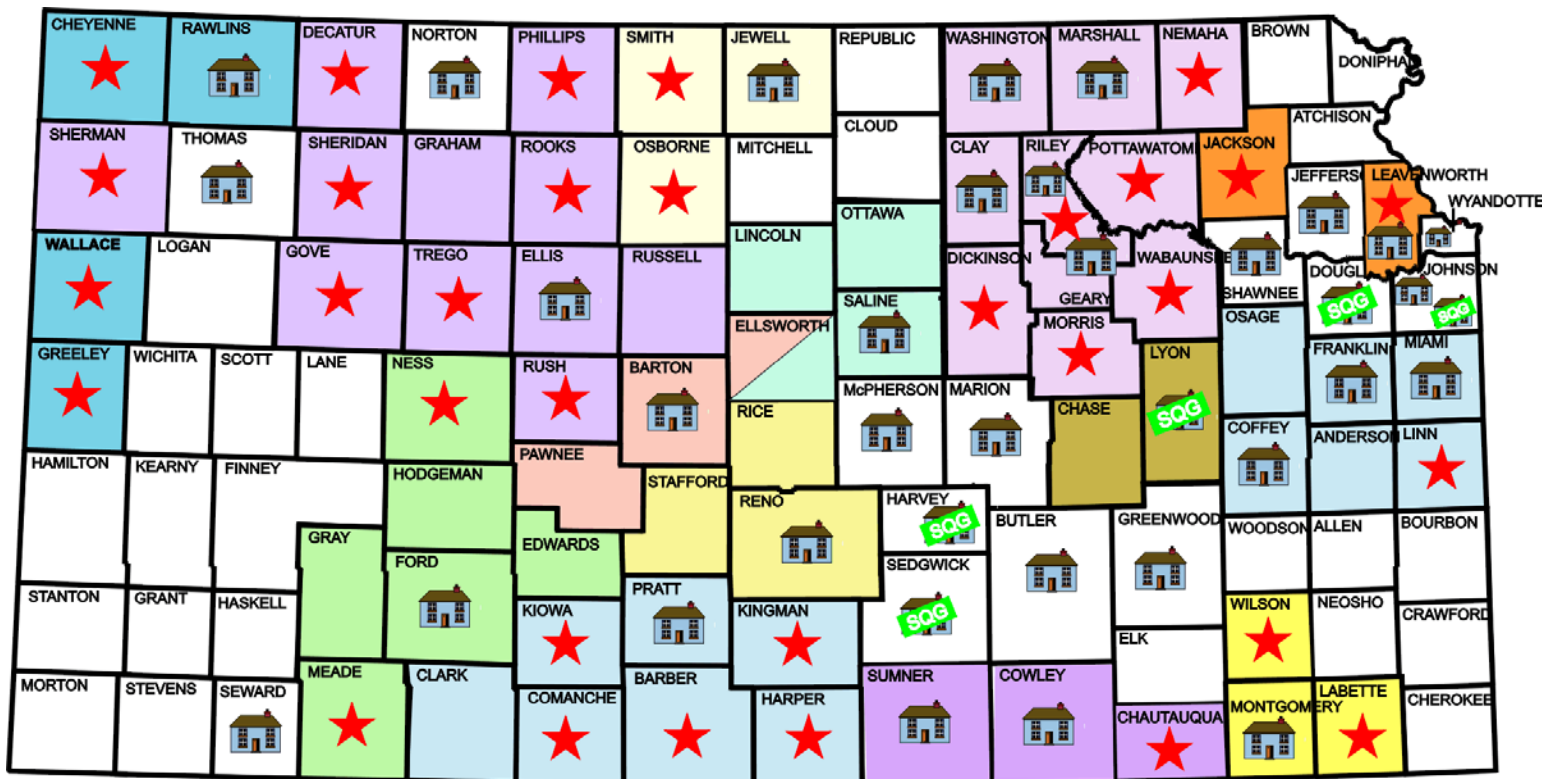 CHEYENNE
RAWLINS
DECATUR
NORTON
PHILLIPS
SMITH
JEWELL
REPUBLIC
WASHINGTON
MARSHALL
NEMAHA
BROWN
DONIPHAN
SHERMAN
THOMAS
SHERIDAN
GRAHAM
ROOKS
OSBORNE
MITCHELL
CLOUD
CLAY
RILEY
POTTAWATOM
JACKSON
ATCHISON
JEFFERSO
LEAVENWORTH
WYANDOTTE
WALLACE
LOGAN
GOVE
TREGO
ELLIS
RUSSELL
LINCOLN
OTTAWA
SALINE
DICKINSON
GEARY
WABAUNSEE
SHAWNEE
DOUGL
SQG
JOHNSON
SQG
GREELEY
WICHITA
SCOTT
LANE
NESS
RUSH
BARTON
ELLSWORTH
RICE
McPHERSON
MARION
MORRIS
CHASE
LYON
SQG
OSAGE
FRANKLIN
MIAMI
COFFEY
ANDERSON
LINN
HAMILTON
KEARNY
FINNEY
HODGEMAN
PAWNEE
STAFFORD
RENO
HARVEY
SQG
BUTLER
GREENWOOD
WOODSON
ALLEN
BOURBON
GRAY
FORD
EDWARDS
STANTON
GRANT
HASKELL
KIOWA
PRATT
KINGMAN
SEDGWICK
SQG
ELK
WILSON
NEOSHO
CRAWFORD
MORTON
STEVENS
SEWARD
MEADE
CLARK
COMANCHE
BARBER
HARPER
SUMNER
COWLEY
CHAUTAUQUA
MONTGOMERY
LABETTE
CHEROKEE